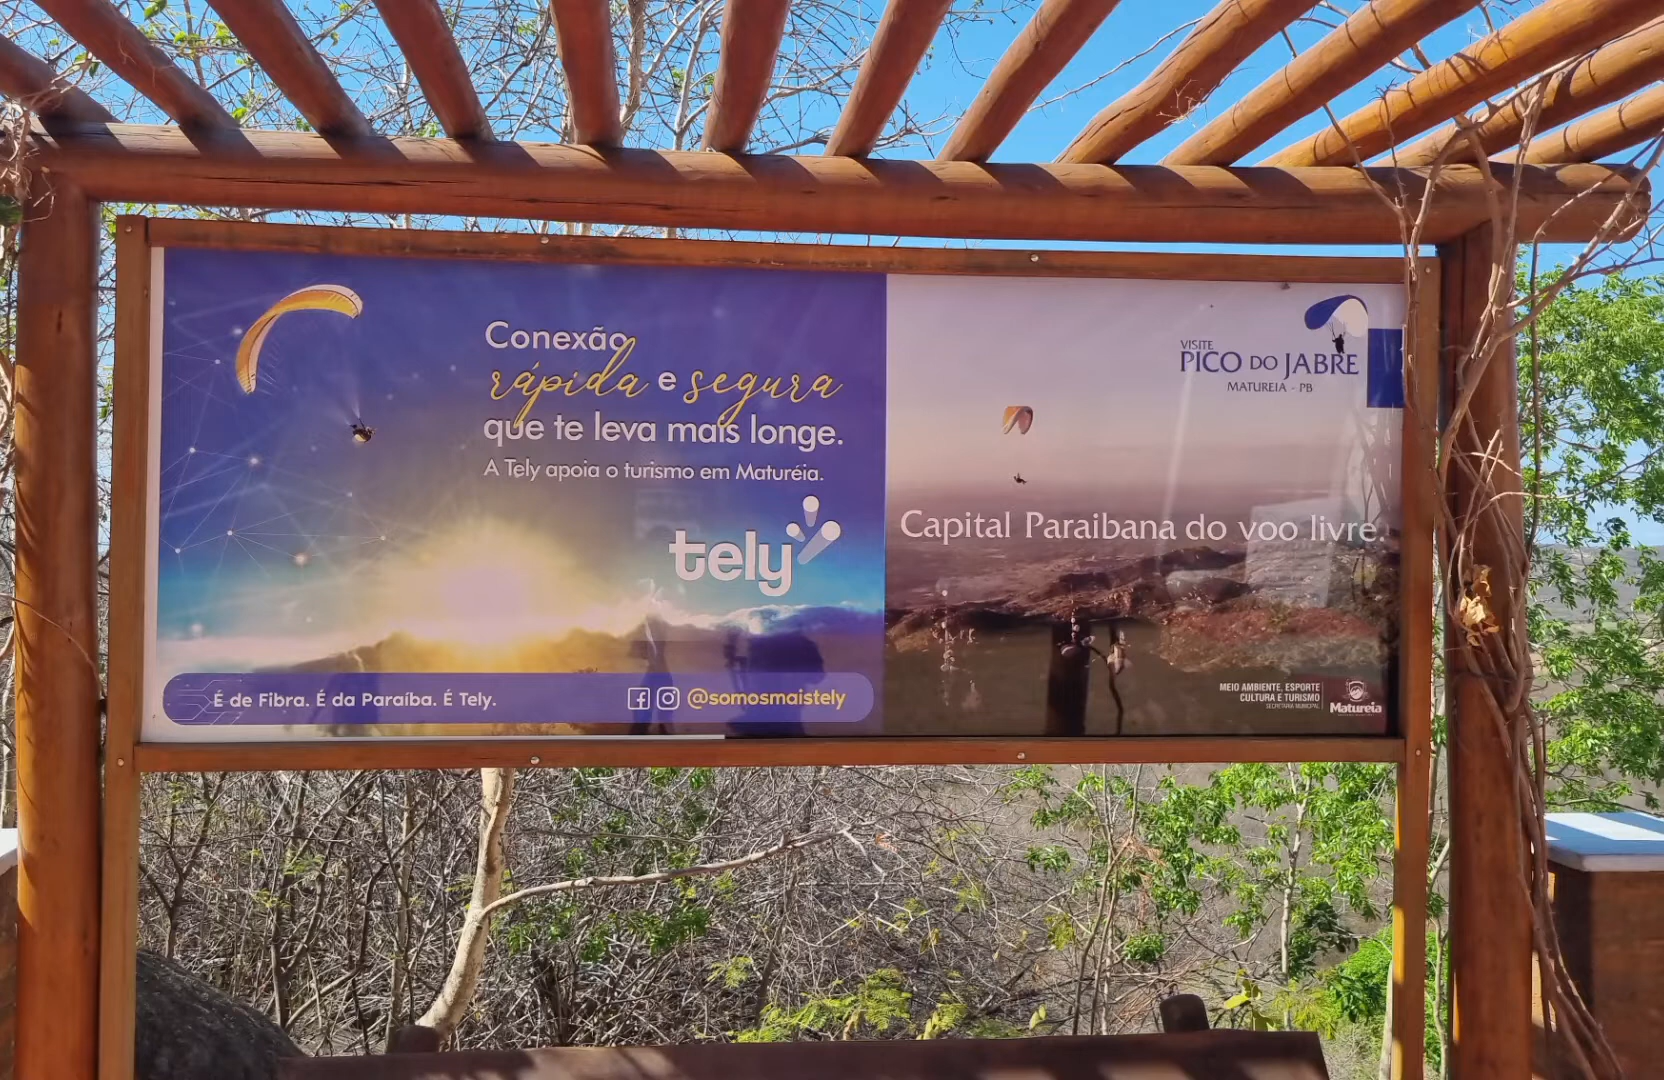 Conexão
rápida e segura
que te leva mais longe.
A Tely apoia o turismo em Maturéia.
tely
É de Fibra. É da Paraíba. É Tely.
@somosmaistely
VISITE
PICO DO JABRE
MATUREIA - PB
Capital Paraibana do voo livre.
MEIO AMBIENTE, ESPORTE
CULTURA E TURISMO
SECRETARIA MUNICIPAL
Matureia